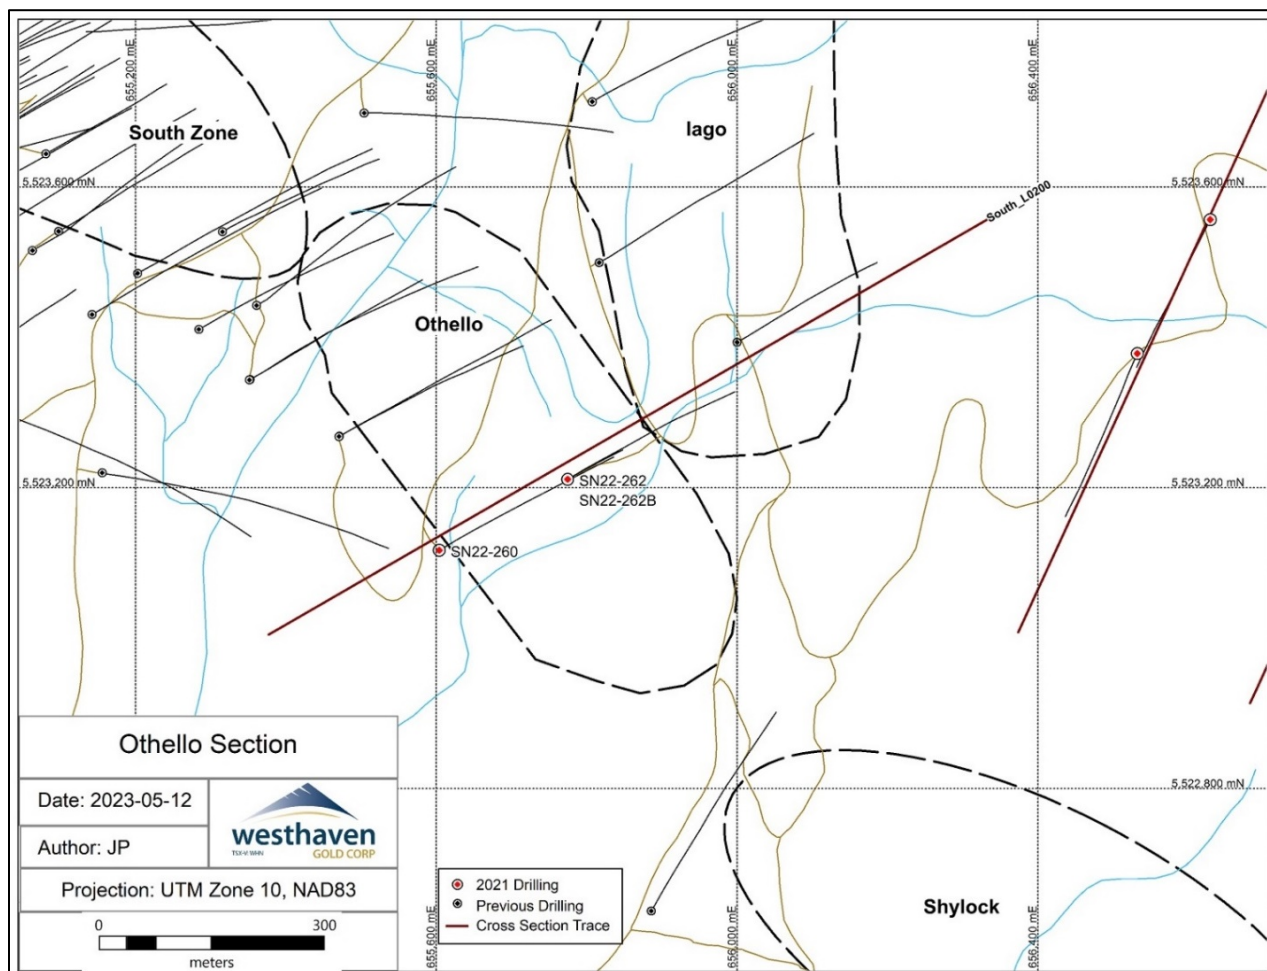 655,200 mE
655,600 mE
656,000 mE
656,400 mE
South Zone
Iago
5,523,600 mN
5,523,600 mN
South_L0200
Othello
SN22-262
SN22-262B
5,523,200 mN
5,523,200 mN
SN22-260
Othello Section
Date: 2023-05-12
Author: JP
westhaven
TSX-V: WHN
GOLD CORP
Projection: UTM Zone 10, NAD83
0
300
meters
5,522,800 mN
2021 Drilling
Previous Drilling
Cross Section Trace
Shylock
655,600 mE
656,000 mE
656,400 mE